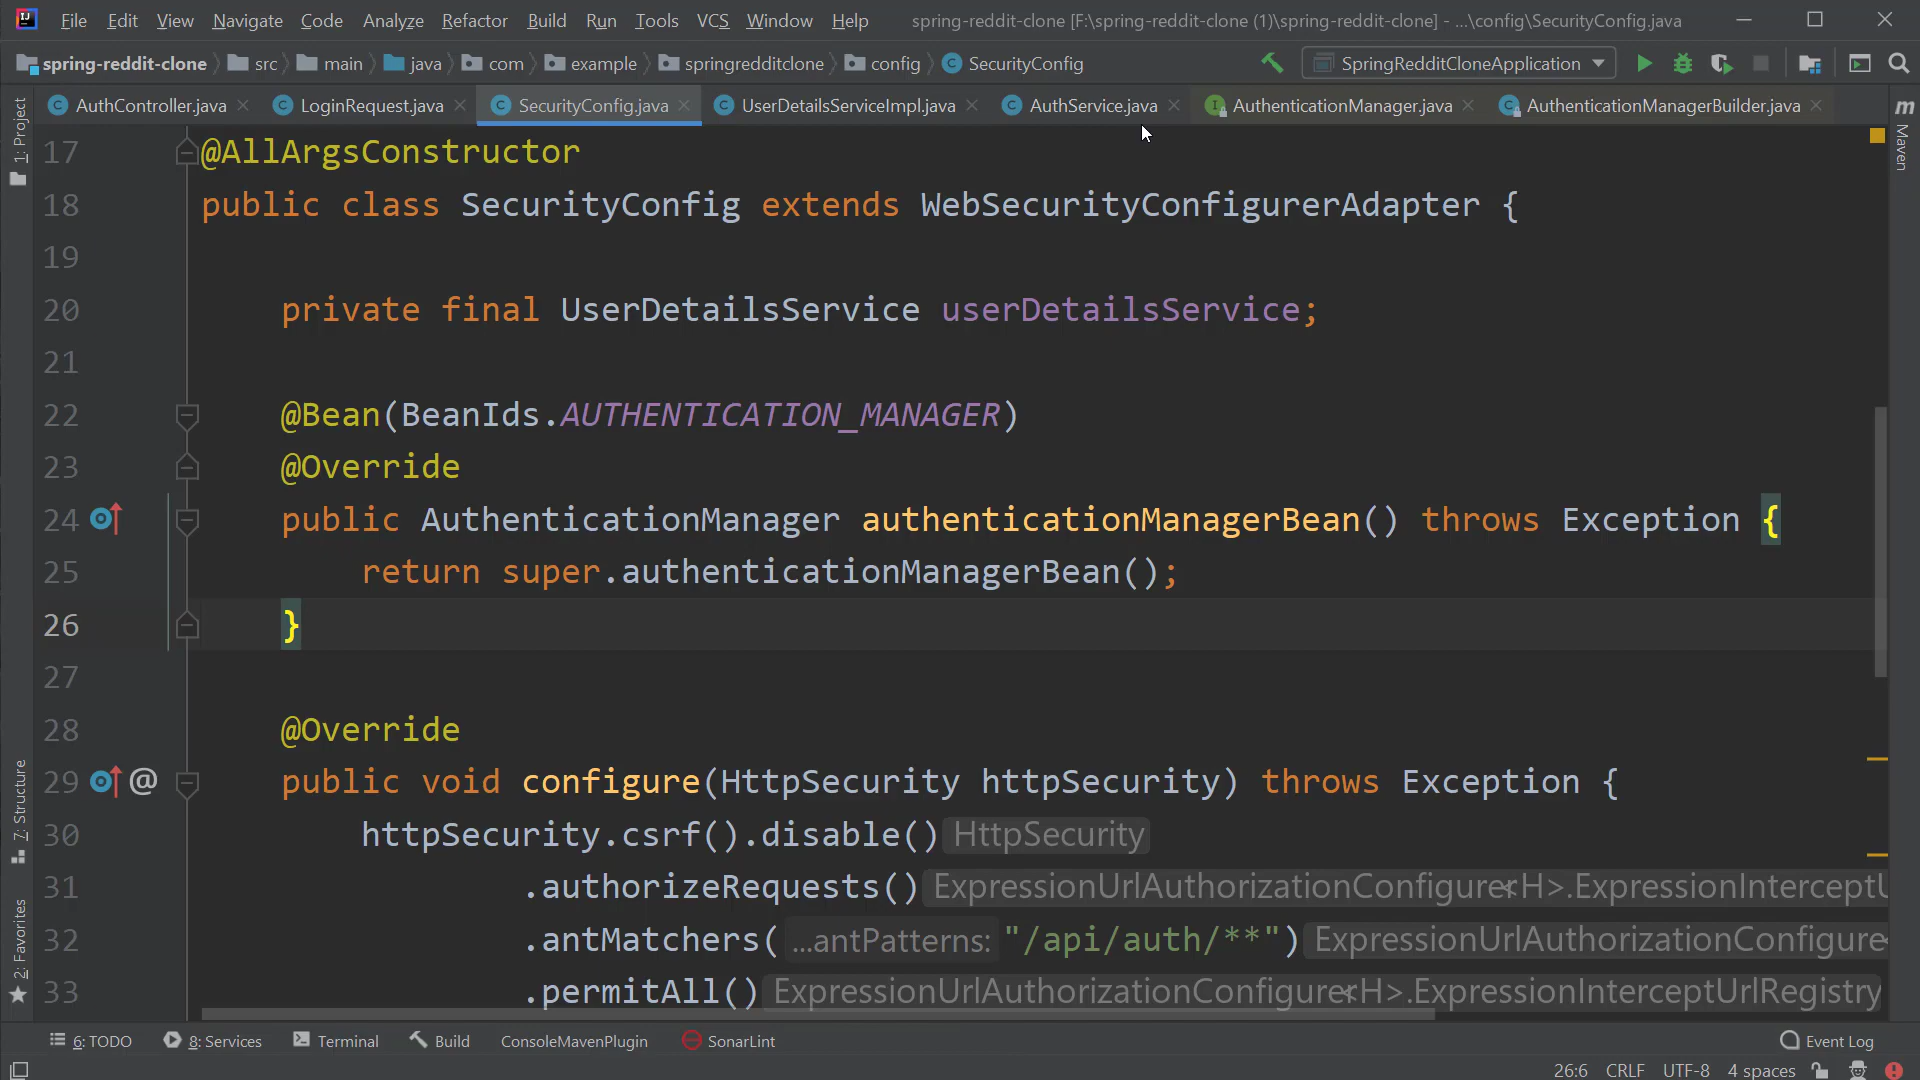 File Edit View Navigate Code Analyze Refactor Build Run Tools VCS Window Help spring-reddit-clone [F:\spring-reddit-clone (1)\spring-reddit-clone] - ...\config\SecurityConfig.java
spring-reddit-clone src main java com example springredditclone config SecurityConfig SpringRedditCloneApplication
AuthController.java LoginRequest.java SecurityConfig.java UserDetailsServiceImpl.java AuthService.java AuthenticationManager.java AuthenticationManagerBuilder.java
1: Project
m Maven
17 @AllArgsConstructor
18 public class SecurityConfig extends WebSecurityConfigurerAdapter {
19
20 private final UserDetailsService userDetailsService;
21
22 @Bean(BeanIds.AUTHENTICATION_MANAGER)
23 @Override
24 public AuthenticationManager authenticationManagerBean() throws Exception {
25 return super.authenticationManagerBean();
26 }
27
28 @Override
29 @ public void configure(HttpSecurity httpSecurity) throws Exception {
30 httpSecurity.csrf().disable() HttpSecurity
31 .authorizeRequests() ExpressionUrlAuthorizationConfigurer<H>.ExpressionInterceptU
32 .antMatchers( ...antPatterns: "/api/auth/**") ExpressionUrlAuthorizationConfigure
33 .permitAll() ExpressionUrlAuthorizationConfigurer<H>.ExpressionInterceptUrlRegistry
7: Structure
2: Favorites
6: TODO 8: Services Terminal Build ConsoleMavenPlugin SonarLint Event Log
26:6 CRLF UTF-8 4 spaces